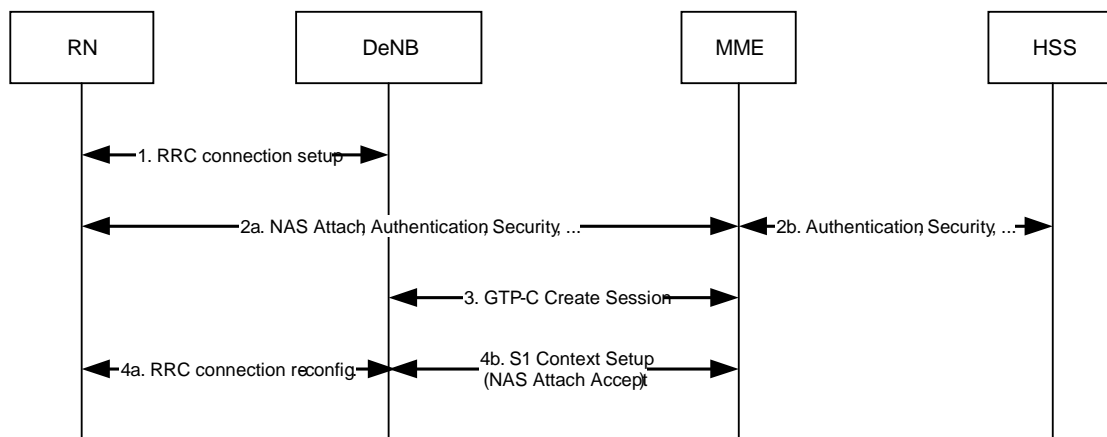 RN
DeNB
MME
HSS
1. RRC connection setup
2a. NAS Attach, Authentication, Security, ...
2b. Authentication, Security, ...
3. GTP-C Create Session
4a. RRC connection reconfig.
4b. S1 Context Setup
(NAS Attach Accept)